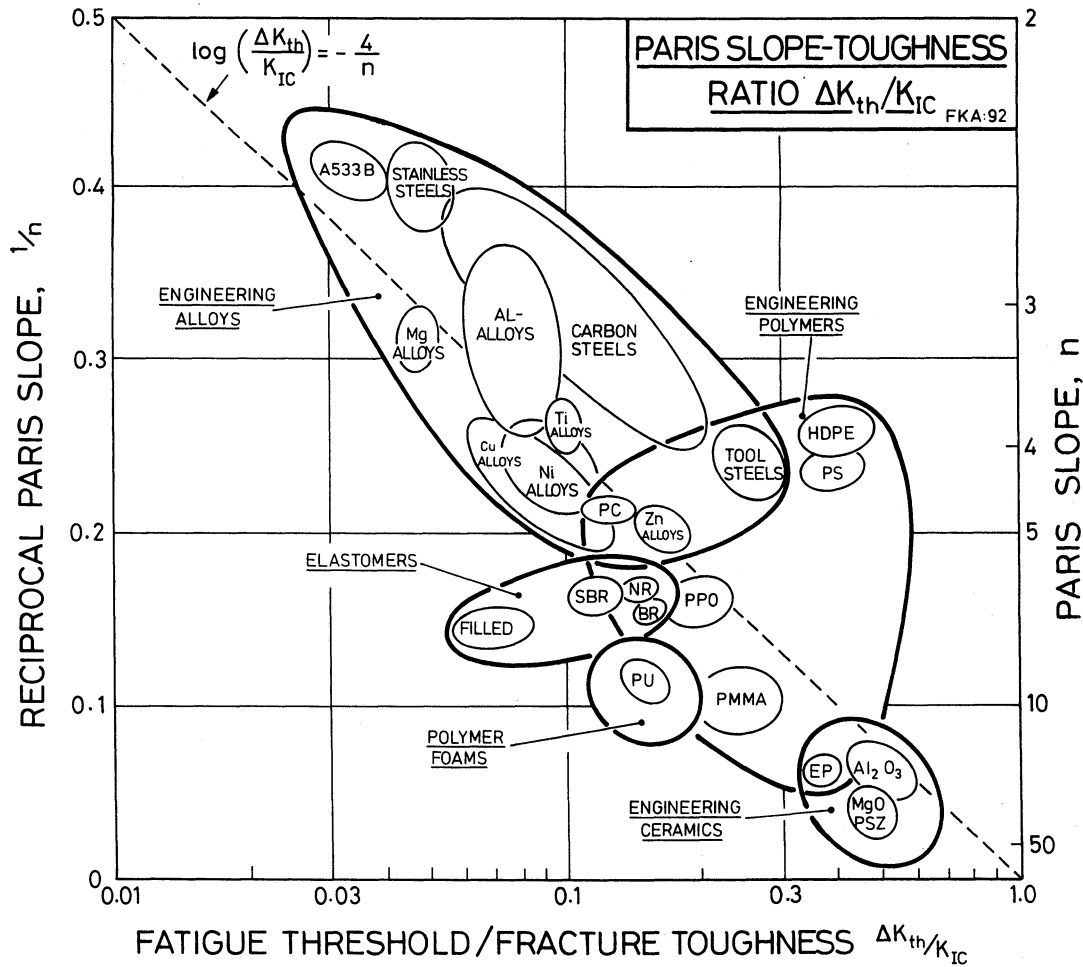 PARIS SLOPE-TOUGHNESS
RATIO ΔKth/KIC
FKA:92
log (ΔKth/KIC) = - 4/n
0.5
0.4
0.3
0.2
0.1
0
RECIPROCAL PARIS SLOPE, 1/n
2
3
4
5
10
50
PARIS SLOPE, n
A533B
STAINLESS
STEELS
ENGINEERING
ALLOYS
Mg
ALLOYS
AL-
ALLOYS
CARBON
STEELS
ENGINEERING
POLYMERS
Ti
ALLOYS
Cu
ALLOYS
Ni
ALLOYS
TOOL
STEELS
HDPE
PS
PC
Zn
ALLOYS
ELASTOMERS
SBR
NR
BR
PPO
FILLED
PU
PMMA
POLYMER
FOAMS
EP
Al2O3
MgO
PSZ
ENGINEERING
CERAMICS
0.01
0.03
0.1
0.3
1.0
FATIGUE THRESHOLD/FRACTURE TOUGHNESS ΔKth/KIC